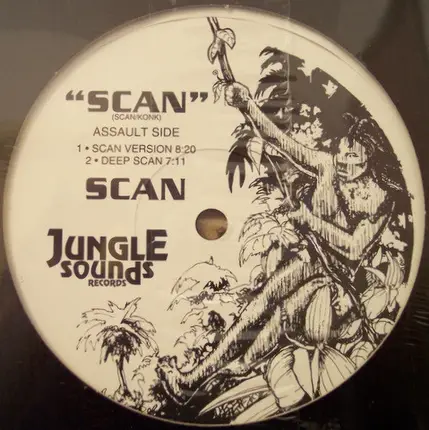 “SCAN”
(SCAN/KONK)
ASSAULT SIDE
1 • SCAN VERSION 8:20
2 • DEEP SCAN 7:11
SCAN
JUNGLE
SOUNDS
RECORDS